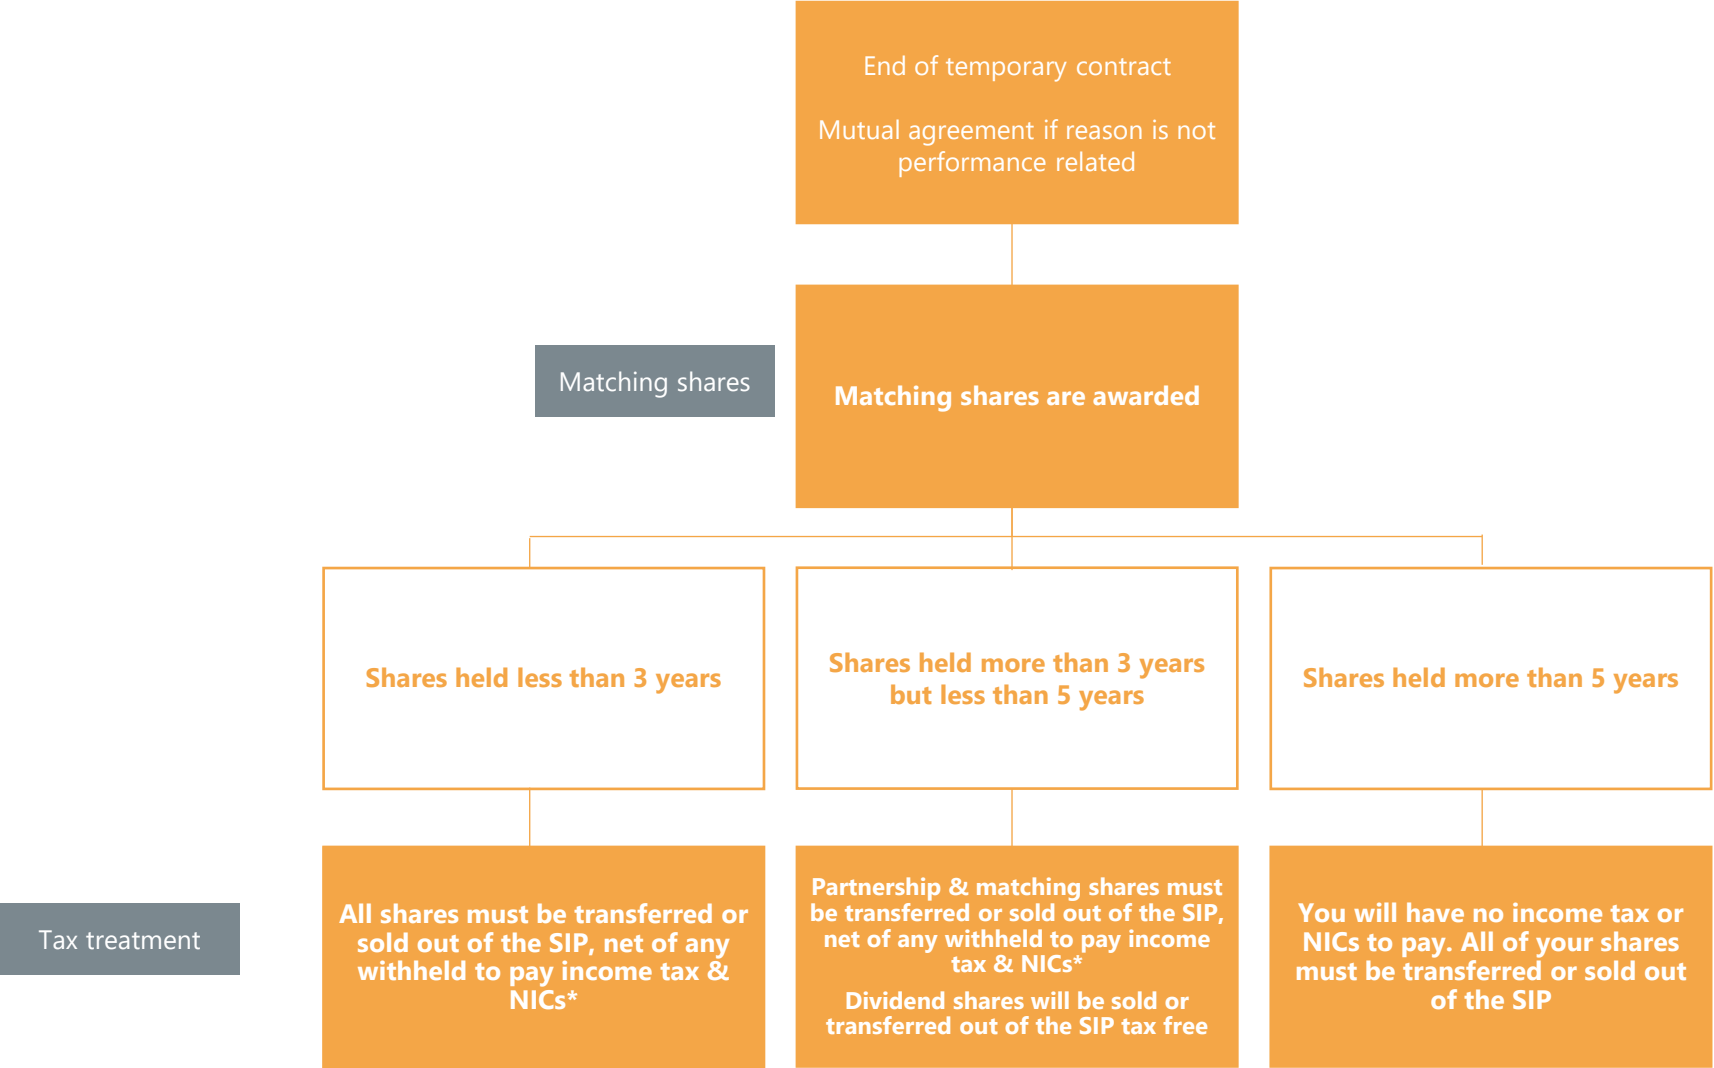 End of temporary contract
Mutual agreement if reason is not
performance related
Matching shares
Matching shares are awarded
Shares held less than 3 years
Shares held more than 3 years
but less than 5 years
Shares held more than 5 years
Tax treatment
All shares must be transferred or
sold out of the SIP, net of any
withheld to pay income tax &
NICs*
Partnership & matching shares must
be transferred or sold out of the SIP,
net of any withheld to pay income
tax & NICs*
Dividend shares will be sold or
transferred out of the SIP tax free
You will have no income tax or
NICs to pay. All of your shares
must be transferred or sold out
of the SIP